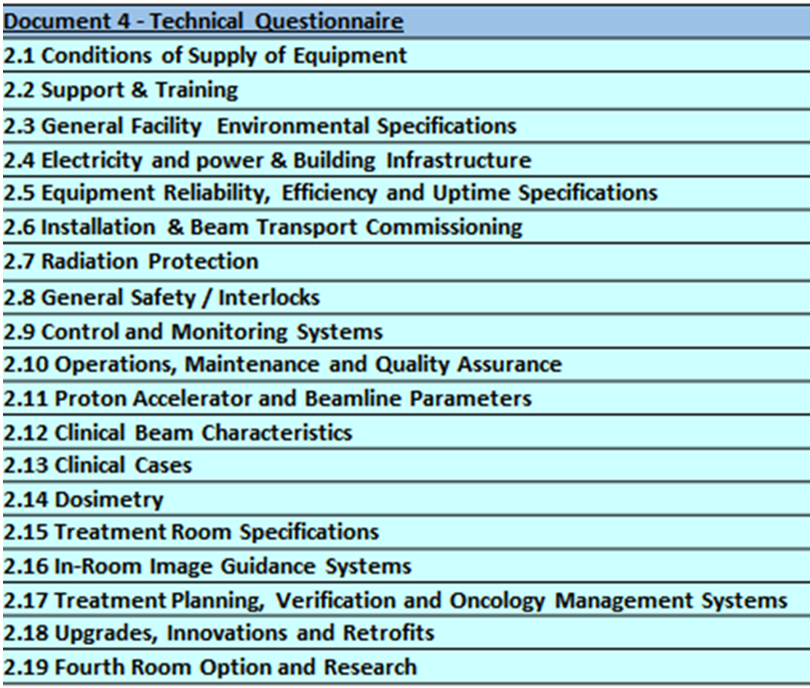 Document 4 - Technical Questionnaire
2.1 Conditions of Supply of Equipment
2.2 Support & Training
2.3 General Facility Environmental Specifications
2.4 Electricity and power & Building Infrastructure
2.5 Equipment Reliability, Efficiency and Uptime Specifications
2.6 Installation & Beam Transport Commissioning
2.7 Radiation Protection
2.8 General Safety / Interlocks
2.9 Control and Monitoring Systems
2.10 Operations, Maintenance and Quality Assurance
2.11 Proton Accelerator and Beamline Parameters
2.12 Clinical Beam Characteristics
2.13 Clinical Cases
2.14 Dosimetry
2.15 Treatment Room Specifications
2.16 In-Room Image Guidance Systems
2.17 Treatment Planning, Verification and Oncology Management Systems
2.18 Upgrades, Innovations and Retrofits
2.19 Fourth Room Option and Research